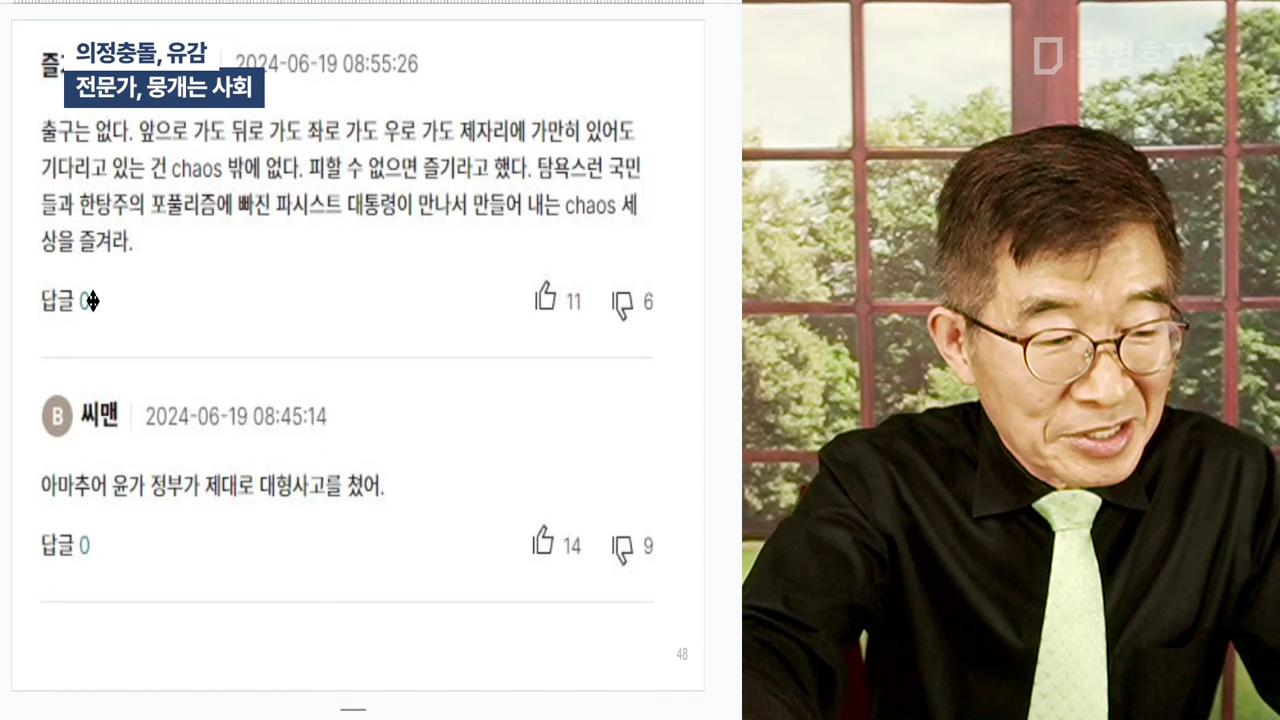 의정충돌, 유감
전문가, 뭉개는 사회
2024-06-19 08:55:26
출구는 없다. 앞으로 가도 뒤로 가도 좌로 가도 우로 가도 제자리에 가만히 있어도
기다리고 있는 건 chaos 밖에 없다. 피할 수 없으면 즐기라고 했다. 탐욕스런 국민
들과 한탕주의 포풀리즘에 빠진 파시스트 대통령이 만나서 만들어 내는 chaos 세
상을 즐겨라.
답글 0
11 6
B 씨맨 2024-06-19 08:45:14
아마추어 윤가 정부가 제대로 대형사고를 쳤어.
답글 0
14 9
48
공병호TV